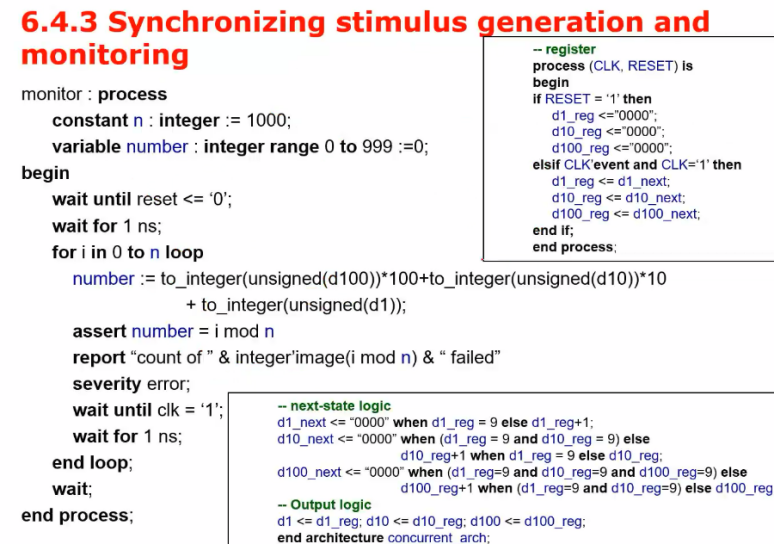 6.4.3 Synchronizing stimulus generation and
monitoring
monitor : process
constant n : integer := 1000;
variable number : integer range 0 to 999 :=0;
begin
wait until reset <= ‘0’;
wait for 1 ns;
for i in 0 to n loop
number := to_integer(unsigned(d100))*100+to_integer(unsigned(d10))*10
+ to_integer(unsigned(d1));
assert number = i mod n
report “count of ” & integer’image(i mod n) & “ failed”
severity error;
wait until clk = ‘1’;
wait for 1 ns;
end loop;
wait;
end process;
-- register
process (CLK, RESET) is
begin
if RESET = ‘1’ then
d1_reg <=”0000”;
d10_reg <=”0000”;
d100_reg <=”0000”;
elsif CLK’event and CLK=‘1’ then
d1_reg <= d1_next;
d10_reg <= d10_next;
d100_reg <= d100_next;
end if;
end process;
-- next-state logic
d1_next <= “0000” when d1_reg = 9 else d1_reg+1;
d10_next <= “0000” when (d1_reg = 9 and d10_reg = 9) else
d10_reg+1 when d1_reg = 9 else d10_reg;
d100_next <= “0000” when (d1_reg=9 and d10_reg=9 and d100_reg=9) else
d100_reg+1 when (d1_reg=9 and d10_reg=9) else d100_reg
-- Output logic
d1 <= d1_reg; d10 <= d10_reg; d100 <= d100_reg;
end architecture concurrent_arch;